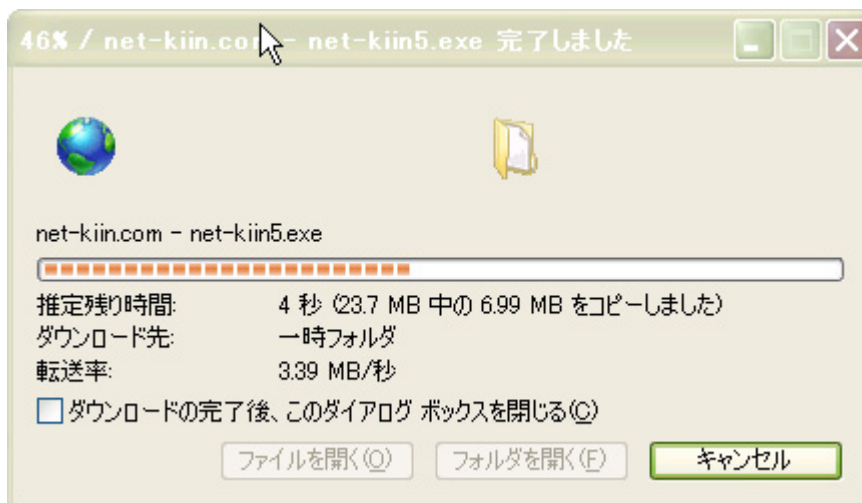 46% / net-kiin.com - net-kiin5.exe 完了しました
net-kiin.com - net-kiin5.exe
推定残り時間: 4 秒 (23.7 MB 中の 6.99 MB をコピーしました)
ダウンロード先: 一時フォルダ
転送率: 3.39 MB/秒
ダウンロードの完了後、このダイアログ ボックスを閉じる(C)
ファイルを開く(O) フォルダを開く(F) キャンセル